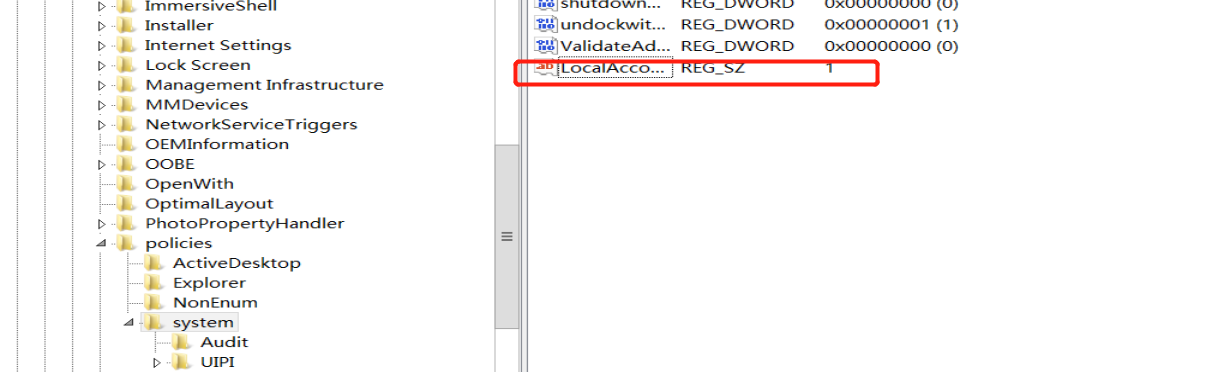 ImmersiveShell
Installer
Internet Settings
Lock Screen
Management Infrastructure
MMDevices
NetworkServiceTriggers
OEMInformation
OOBE
OpenWith
OptimalLayout
PhotoPropertyHandler
policies
ActiveDesktop
Explorer
NonEnum
system
Audit
UIPI
shutdown... REG_DWORD 0x00000000 (0)
undockwit... REG_DWORD 0x00000001 (1)
ValidateAd... REG_DWORD 0x00000000 (0)
LocalAcco... REG_SZ 1